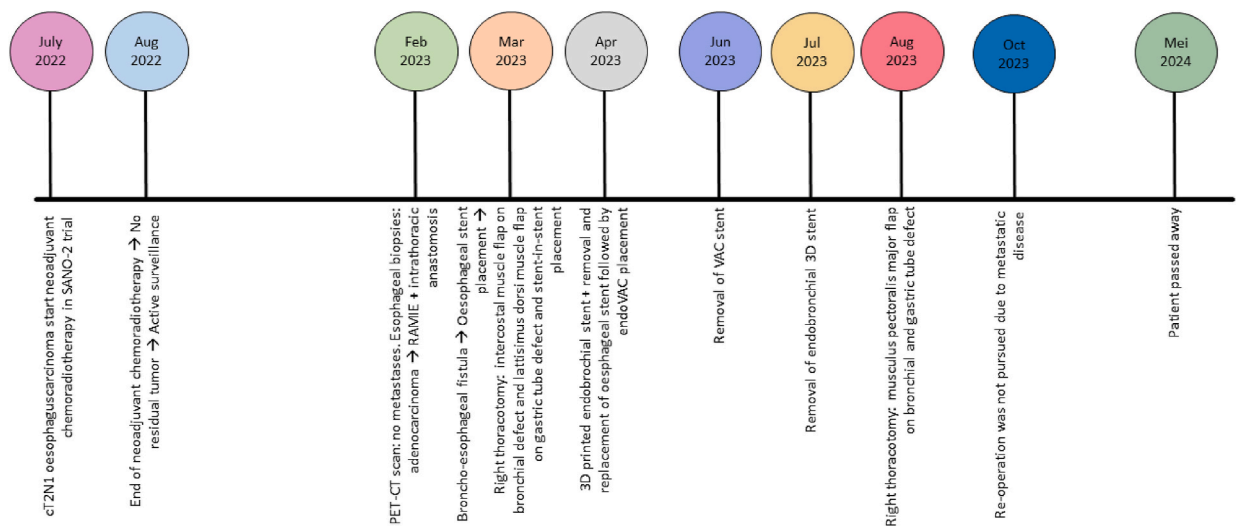 July
2022
Aug
2022
Feb
2023
Mar
2023
Apr
2023
Jun
2023
Jul
2023
Aug
2023
Oct
2023
Mei
2024
cT2N1 oesophaguscarcinoma start neoadjuvant
chemoradiotherapy in SANO-2 trial
End of neoadjuvant chemoradiotherapy → No
residual tumor → Active surveillance
PET-CT scan: no metastases. Esophageal biopsies:
adenocarcinoma → RAMIE + intrathoracic
anastomosis
Broncho-esophageal fistula → Oesophageal stent
placement →
Right thoracotomy: intercostal muscle flap on
bronchial defect and lattisimus dorsi muscle flap
on gastric tube defect and stent-in-stent
placement
3D printed endobrochial stent + removal and
replacement of oesphageal stent followed by
endoVAC placement
Removal of VAC stent
Removal of endobronchial 3D stent
Right thoracotomy: musculus pectoralis major flap
on bronchial and gastric tube defect
Re-operation was not pursued due to metastatic
disease
Patient passed away